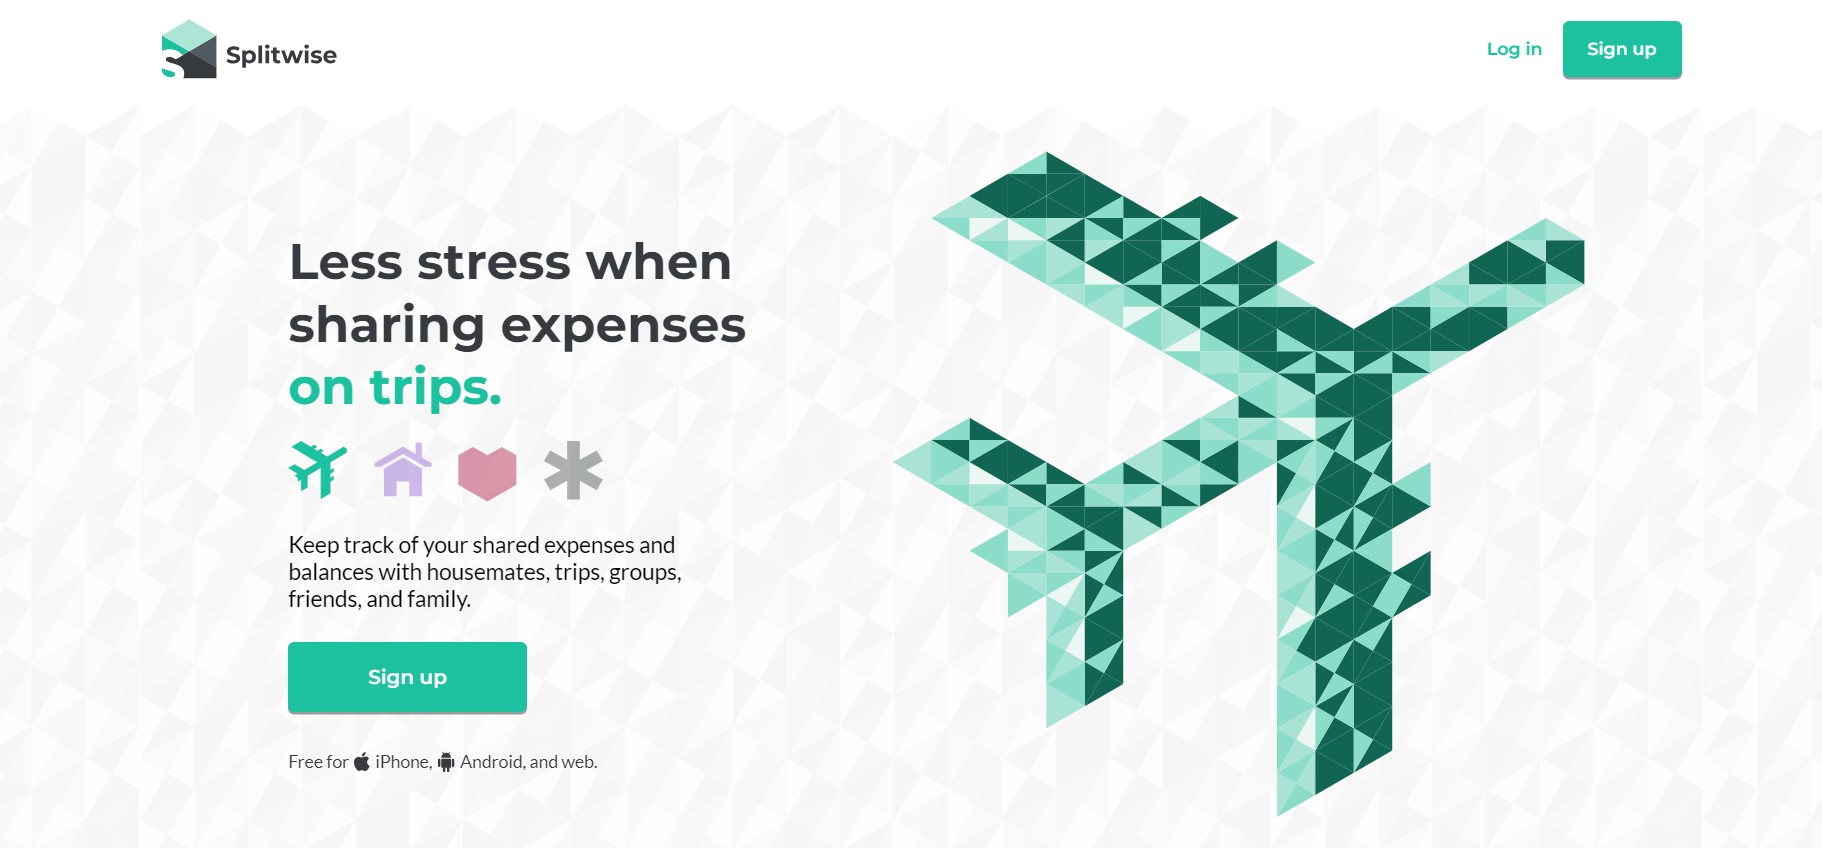 Splitwise
Log in
Sign up
Less stress when
sharing expenses
on trips.
Keep track of your shared expenses and
balances with housemates, trips, groups,
friends, and family.
Sign up
Free for iPhone, Android, and web.